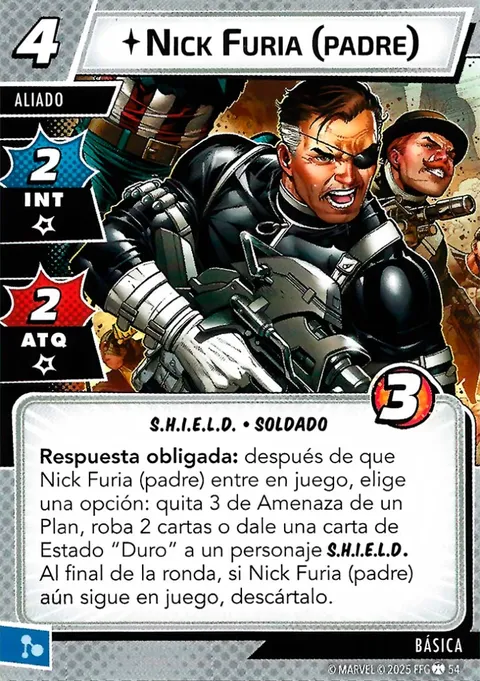 4
NICK FURIA (PADRE)
ALIADO
2
INT
2
ATQ
3
S.H.I.E.L.D. • SOLDADO
Respuesta obligada: después de que
Nick Furia (padre) entre en juego, elige
una opción: quita 3 de Amenaza de un
Plan, roba 2 cartas o dale una carta de
Estado “Duro” a un personaje S.H.I.E.L.D.
Al final de la ronda, si Nick Furia (padre)
aún sigue en juego, descártalo.
BÁSICA
© MARVEL © 2025 FFG 54